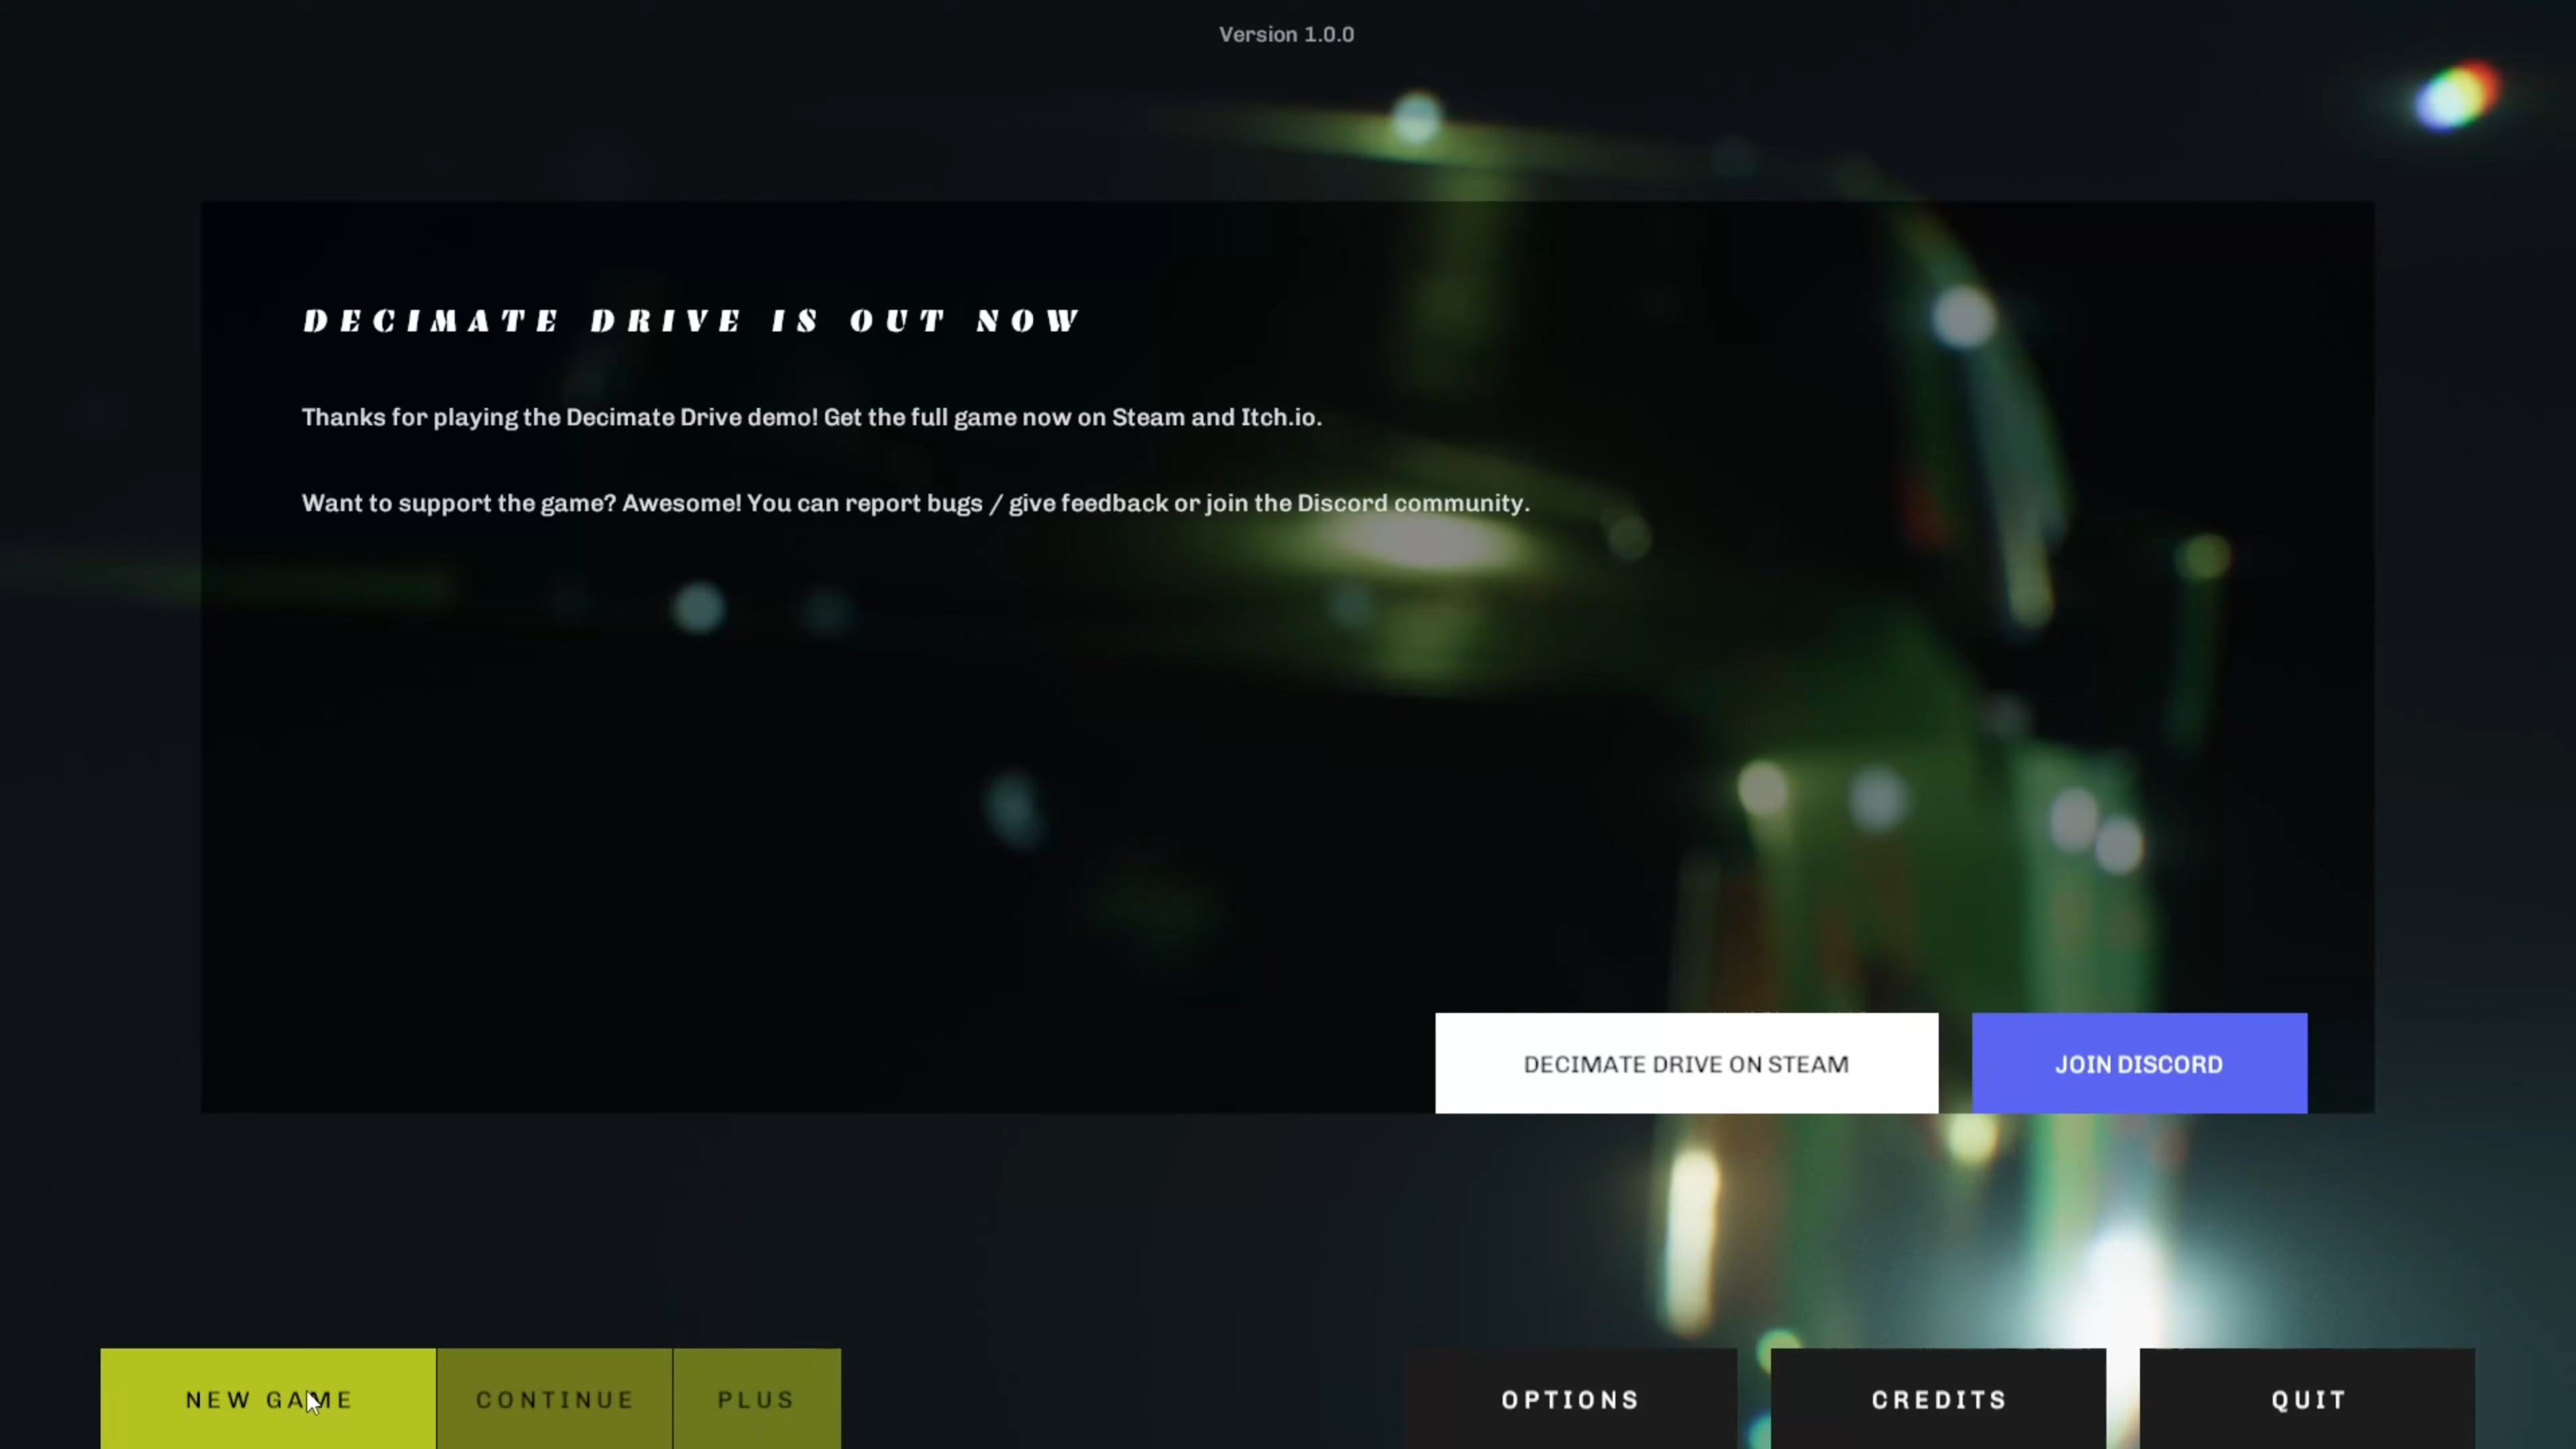 Version 1.0.0
DECIMATE DRIVE IS OUT NOW
Thanks for playing the Decimate Drive demo! Get the full game now on Steam and Itch.io.
Want to support the game? Awesome! You can report bugs / give feedback or join the Discord community.
DECIMATE DRIVE ON STEAM JOIN DISCORD
NEW GAME CONTINUE PLUS OPTIONS CREDITS QUIT